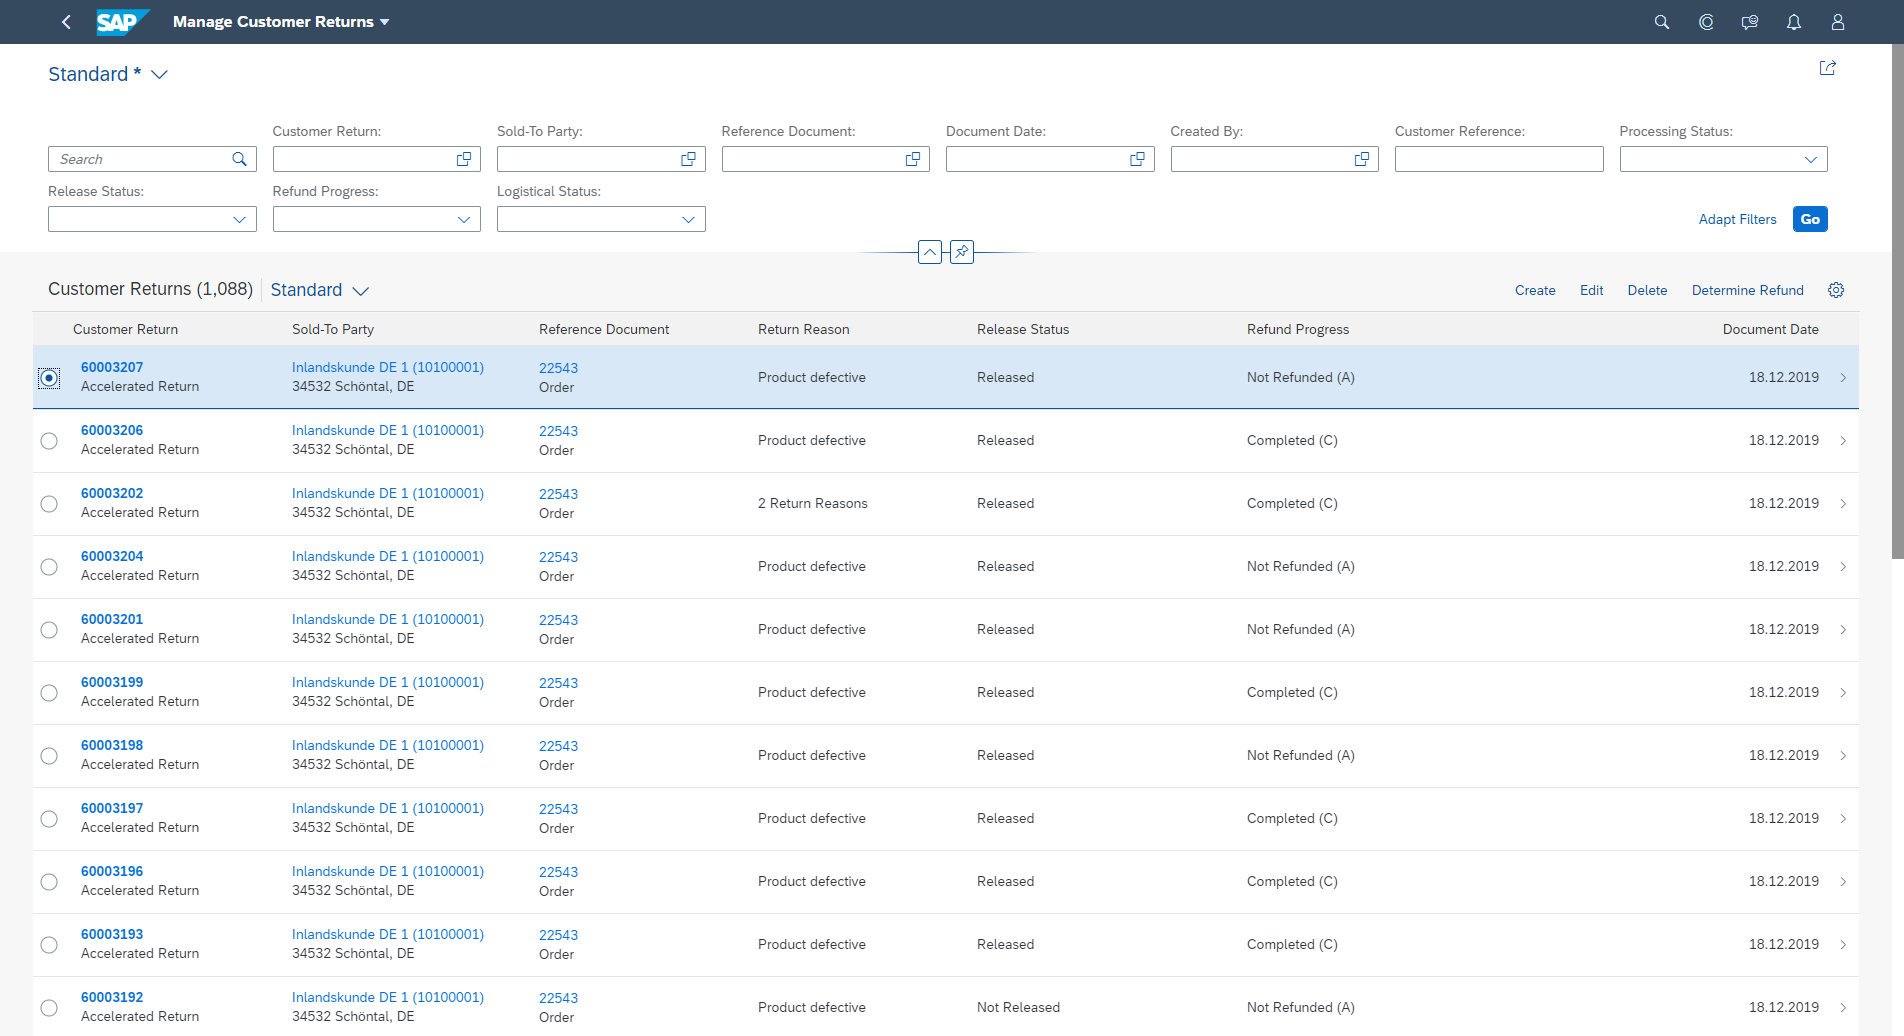 SAP Manage Customer Returns
Standard *
Customer Return: Sold-To Party: Reference Document: Document Date: Created By: Customer Reference: Processing Status:
Search
Release Status: Refund Progress: Logistical Status:
Adapt Filters Go
Customer Returns (1,088) Standard Create Edit Delete Determine Refund
Customer Return Sold-To Party Reference Document Return Reason Release Status Refund Progress Document Date
60003207 Inlandskunde DE 1 (10100001) 22543
Product defective Released Not Refunded (A) 18.12.2019
Accelerated Return 34532 Schöntal, DE Order
60003206 Inlandskunde DE 1 (10100001) 22543
Product defective Released Completed (C) 18.12.2019
Accelerated Return 34532 Schöntal, DE Order
60003202 Inlandskunde DE 1 (10100001) 22543
2 Return Reasons Released Completed (C) 18.12.2019
Accelerated Return 34532 Schöntal, DE Order
60003204 Inlandskunde DE 1 (10100001) 22543
Product defective Released Not Refunded (A) 18.12.2019
Accelerated Return 34532 Schöntal, DE Order
60003201 Inlandskunde DE 1 (10100001) 22543
Product defective Released Not Refunded (A) 18.12.2019
Accelerated Return 34532 Schöntal, DE Order
60003199 Inlandskunde DE 1 (10100001) 22543
Product defective Released Completed (C) 18.12.2019
Accelerated Return 34532 Schöntal, DE Order
60003198 Inlandskunde DE 1 (10100001) 22543
Product defective Released Not Refunded (A) 18.12.2019
Accelerated Return 34532 Schöntal, DE Order
60003197 Inlandskunde DE 1 (10100001) 22543
Product defective Released Completed (C) 18.12.2019
Accelerated Return 34532 Schöntal, DE Order
60003196 Inlandskunde DE 1 (10100001) 22543
Product defective Released Completed (C) 18.12.2019
Accelerated Return 34532 Schöntal, DE Order
60003193 Inlandskunde DE 1 (10100001) 22543
Product defective Released Completed (C) 18.12.2019
Accelerated Return 34532 Schöntal, DE Order
60003192 Inlandskunde DE 1 (10100001) 22543
Product defective Not Released Not Refunded (A) 18.12.2019
Accelerated Return 34532 Schöntal, DE Order